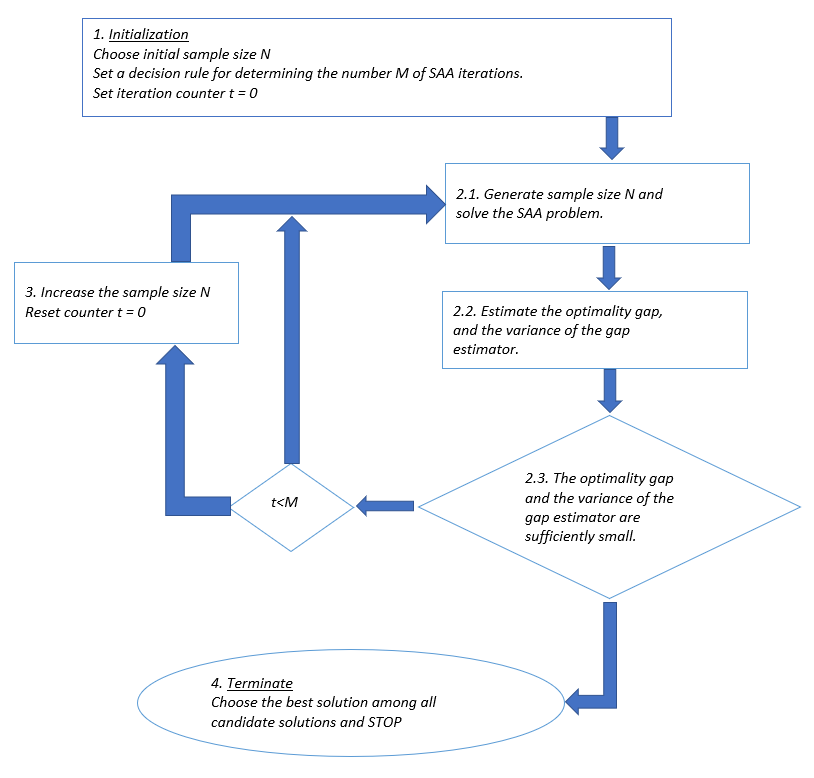 1. Initialization
Choose initial sample size N
Set a decision rule for determining the number M of SAA iterations.
Set iteration counter t = 0
2.1. Generate sample size N and
solve the SAA problem.
3. Increase the sample size N
Reset counter t = 0
2.2. Estimate the optimality gap,
and the variance of the gap
estimator.
2.3. The optimality gap
and the variance of the
gap estimator are
sufficiently small.
t<M
4. Terminate
Choose the best solution among all
candidate solutions and STOP